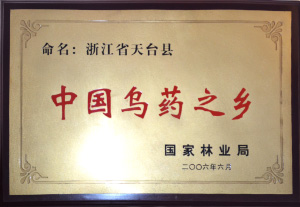 命名：浙江省天台县
中国乌药之乡
国家林业局
二〇〇六年六月